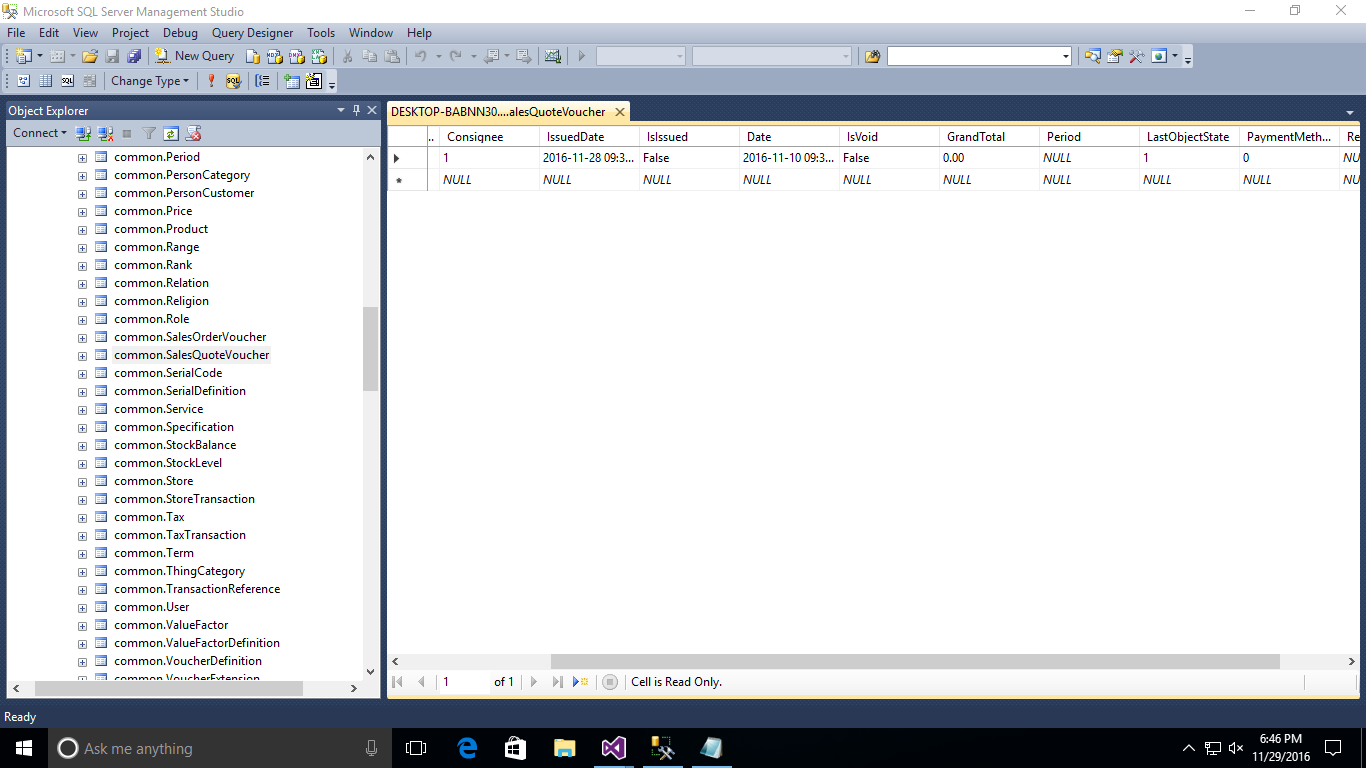 Microsoft SQL Server Management Studio
File Edit View Project Debug Query Designer Tools Window Help
New Query
Change Type
Object Explorer
Connect
common.Period
common.PersonCategory
common.PersonCustomer
common.Price
common.Product
common.Range
common.Rank
common.Relation
common.Religion
common.Role
common.SalesOrderVoucher
common.SalesQuoteVoucher
common.SerialCode
common.SerialDefinition
common.Service
common.Specification
common.StockBalance
common.StockLevel
common.Store
common.StoreTransaction
common.Tax
common.TaxTransaction
common.Term
common.ThingCategory
common.TransactionReference
common.User
common.ValueFactor
common.ValueFactorDefinition
common.VoucherDefinition
common.VoucherExtension
DESKTOP-BABNN30....alesQuoteVoucher
.. Consignee IssuedDate IsIssued Date IsVoid GrandTotal Period LastObjectState PaymentMeth... Re
1 2016-11-28 09:3... False 2016-11-10 09:3... False 0.00 NULL 1 0 NU
NULL NULL NULL NULL NULL NULL NULL NULL NULL NU
1 of 1 Cell is Read Only.
Ready
Ask me anything
6:46 PM
11/29/2016